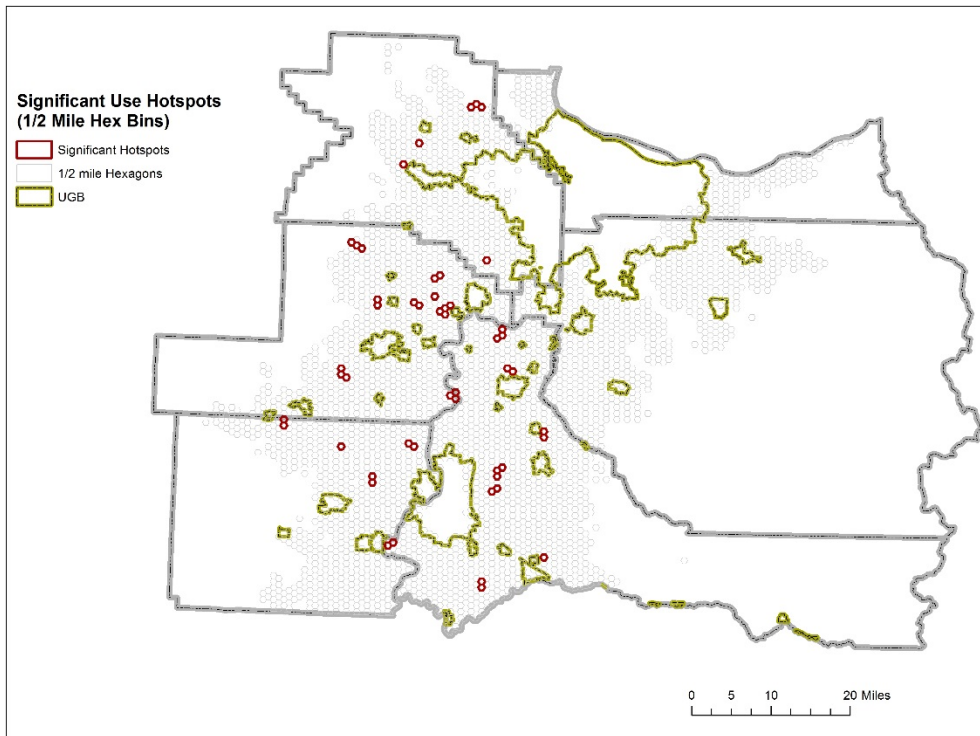 Significant Use Hotspots
(1/2 Mile Hex Bins)
Significant Hotspots
1/2 mile Hexagons
UGB
0 5 10 20 Miles